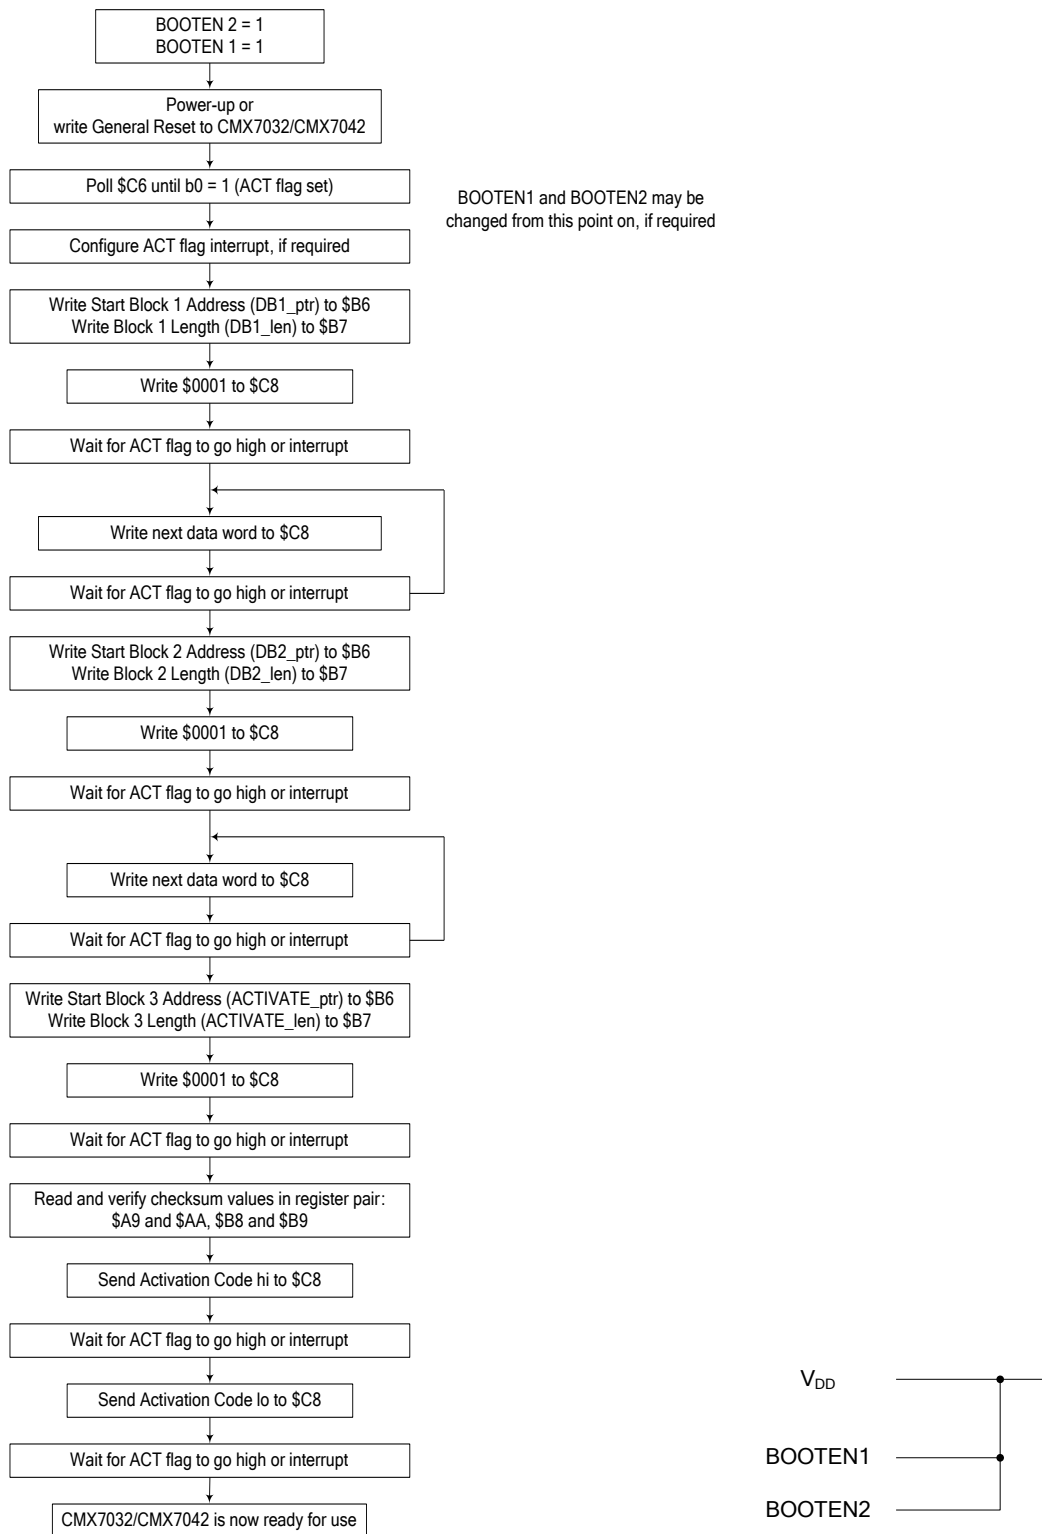 BOOTEN 2 = 1
BOOTEN 1 = 1
Power-up or
write General Reset to CMX7032/CMX7042
Poll $C6 until b0 = 1 (ACT flag set)
BOOTEN1 and BOOTEN2 may be
changed from this point on, if required
Configure ACT flag interrupt, if required
Write Start Block 1 Address (DB1_ptr) to $B6
Write Block 1 Length (DB1_len) to $B7
Write $0001 to $C8
Wait for ACT flag to go high or interrupt
Write next data word to $C8
Wait for ACT flag to go high or interrupt
Write Start Block 2 Address (DB2_ptr) to $B6
Write Block 2 Length (DB2_len) to $B7
Write $0001 to $C8
Wait for ACT flag to go high or interrupt
Write next data word to $C8
Wait for ACT flag to go high or interrupt
Write Start Block 3 Address (ACTIVATE_ptr) to $B6
Write Block 3 Length (ACTIVATE_len) to $B7
Write $0001 to $C8
Wait for ACT flag to go high or interrupt
Read and verify checksum values in register pair:
$A9 and $AA, $B8 and $B9
Send Activation Code hi to $C8
Wait for ACT flag to go high or interrupt
Send Activation Code lo to $C8
Wait for ACT flag to go high or interrupt
CMX7032/CMX7042 is now ready for use
VDD
BOOTEN1
BOOTEN2